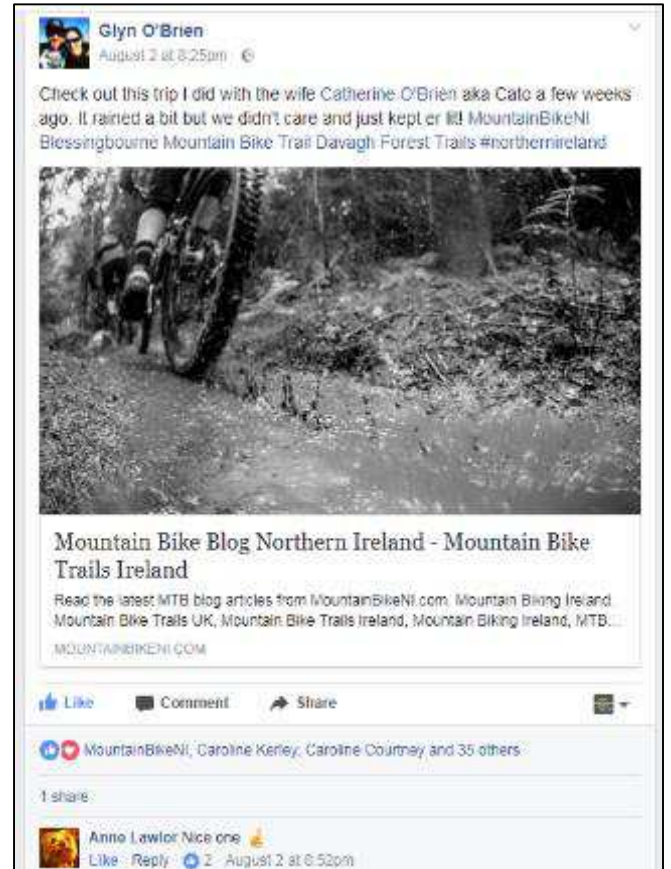 Glyn O'Brien
August 2 at 8:25pm
Check out this trip I did with the wife Catherine O'Brien aka Cato a few weeks
ago. It rained a bit but we didn't care and just kept er lit! MountainBikeNI
Blessingbourne Mountain Bike Trail Davagh Forest Trails #northernireland
Mountain Bike Blog Northern Ireland - Mountain Bike
Trails Ireland
Read the latest MTB blog articles from MountainBikeNI.com. Mountain Biking Ireland
Mountain Bike Trails UK, Mountain Bike Trails Ireland, Mountain Biking Ireland, MTB...
MOUNTAINBIKENI.COM
Like Comment Share
MountainBikeNI, Caroline Kerley, Caroline Courtney and 35 others
1 share
Anne Lawlor Nice one 🤞
Like Reply 2 August 2 at 8:52pm